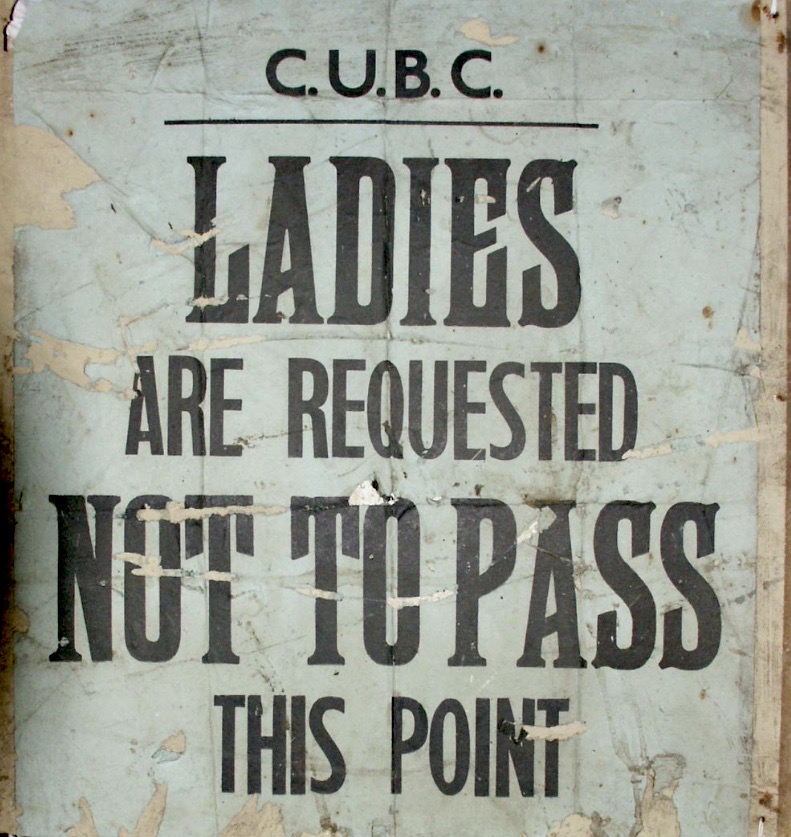 C.U.B.C.
LADIES
ARE REQUESTED
NOT TO PASS
THIS POINT